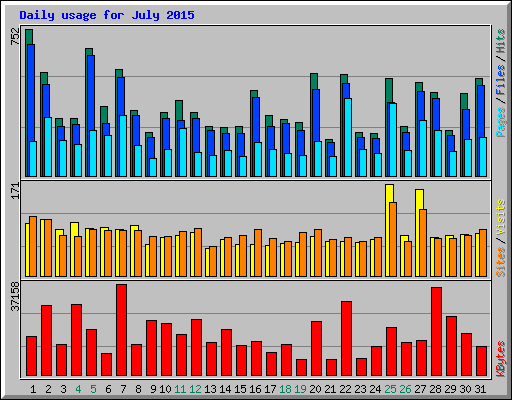 Daily usage for July 2015
752
Pages / Files / Hits
171
Sites / Visits
37158
KBytes
1 2 3 4 5 6 7 8 9 10 11 12 13 14 15 16 17 18 19 20 21 22 23 24 25 26 27 28 29 30 31